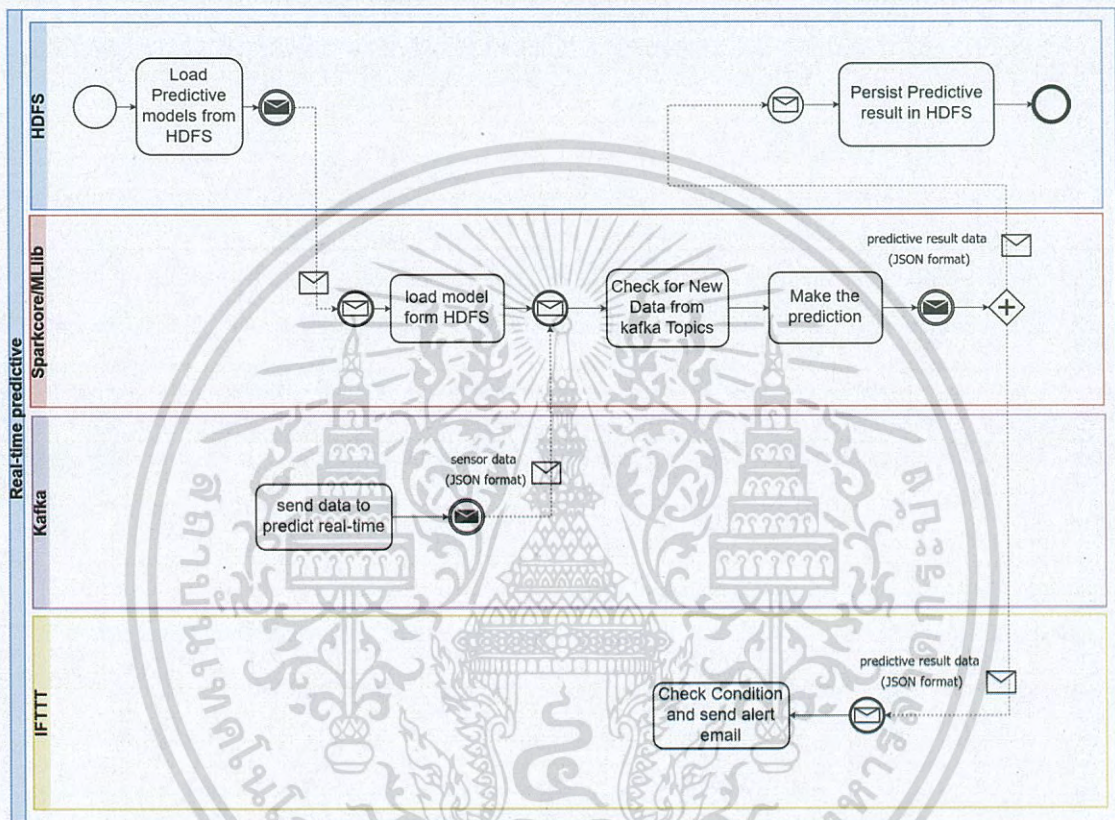 Real-time predictive
HDFS
Load
Predictive
models from
HDFS
Persist Predictive
result in HDFS
Sparkcore/MLlib
load model
form HDFS
Check for New
Data from
kafka Topics
Make the
prediction
predictive result data
(JSON format)
Kafka
send data to
predict real-time
sensor data
(JSON format)
IFTTT
Check Condition
and send alert
email
predictive result data
(JSON format)